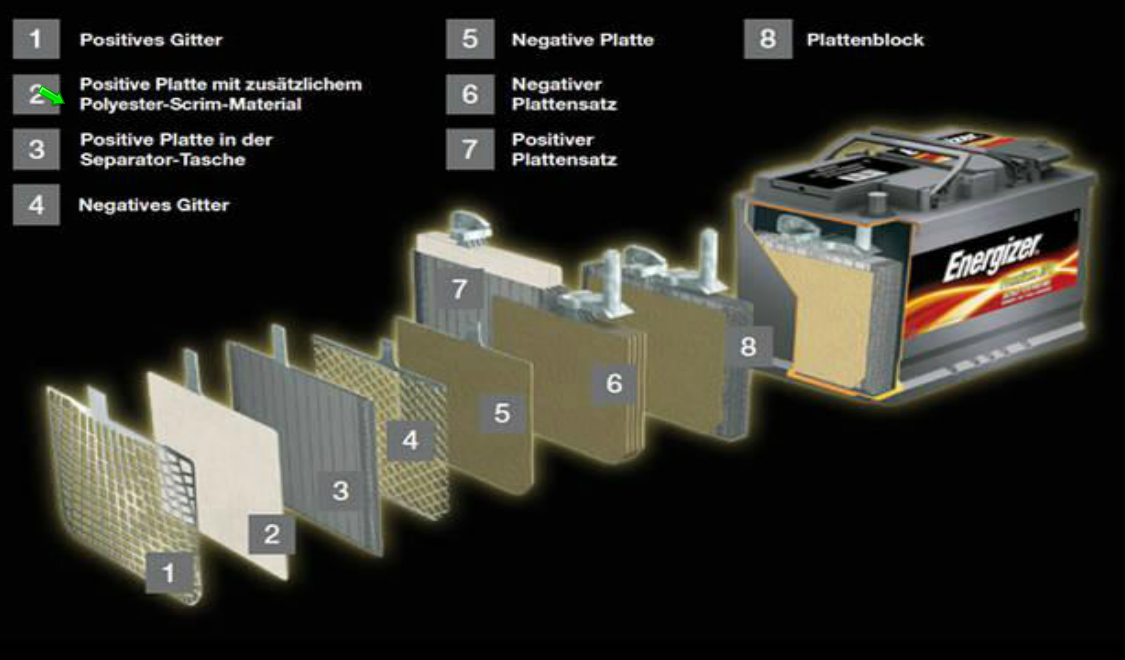 1 Positives Gitter
2 Positive Platte mit zusätzlichem
Polyester-Scrim-Material
3 Positive Platte in der
Separator-Tasche
4 Negatives Gitter
5 Negative Platte
6 Negativer
Plattensatz
7 Positiver
Plattensatz
8 Plattenblock
Energizer
7
8
6
5
4
3
2
1